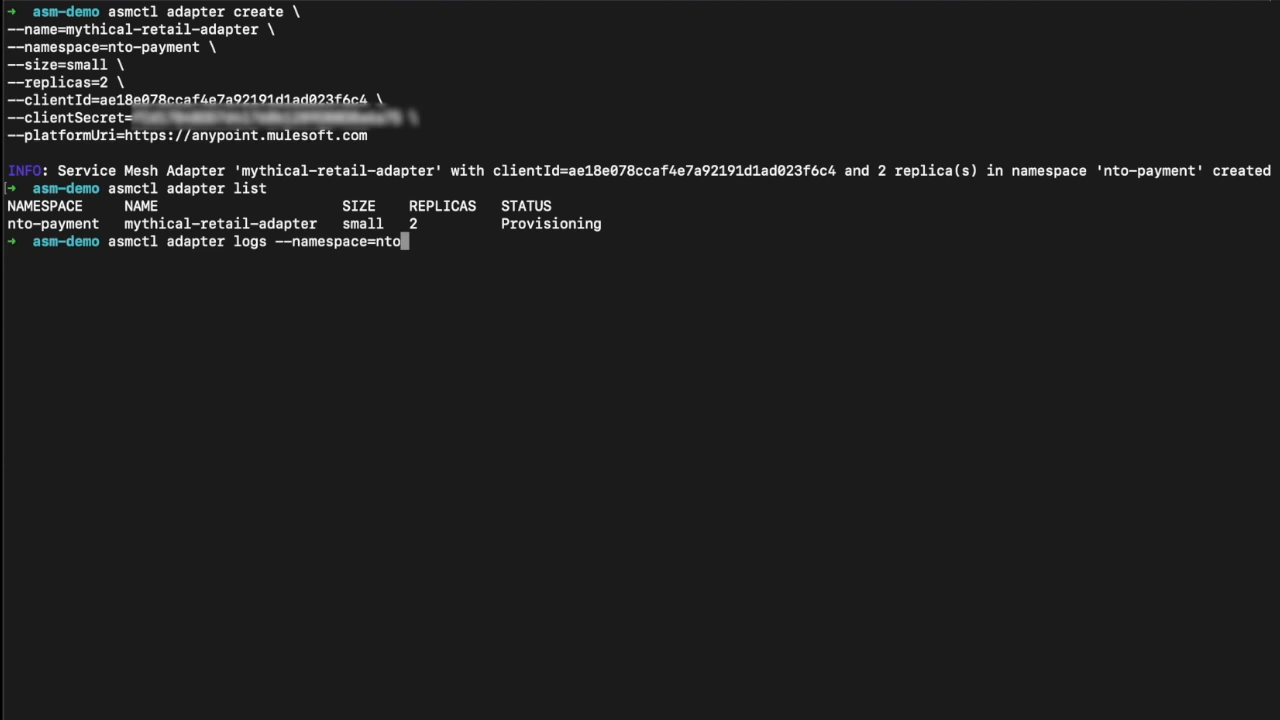 ➜  asm-demo asmctl adapter create \
--name=mythical-retail-adapter \
--namespace=nto-payment \
--size=small \
--replicas=2 \
--clientId=ae18e078ccaf4e7a92191d1ad023f6c4 \
--clientSecret= \
--platformUri=https://anypoint.mulesoft.com
INFO: Service Mesh Adapter 'mythical-retail-adapter' with clientId=ae18e078ccaf4e7a92191d1ad023f6c4 and 2 replica(s) in namespace 'nto-payment' created
➜  asm-demo asmctl adapter list
NAMESPACE NAME SIZE REPLICAS STATUS
nto-payment mythical-retail-adapter small 2 Provisioning
➜  asm-demo asmctl adapter logs --namespace=nto